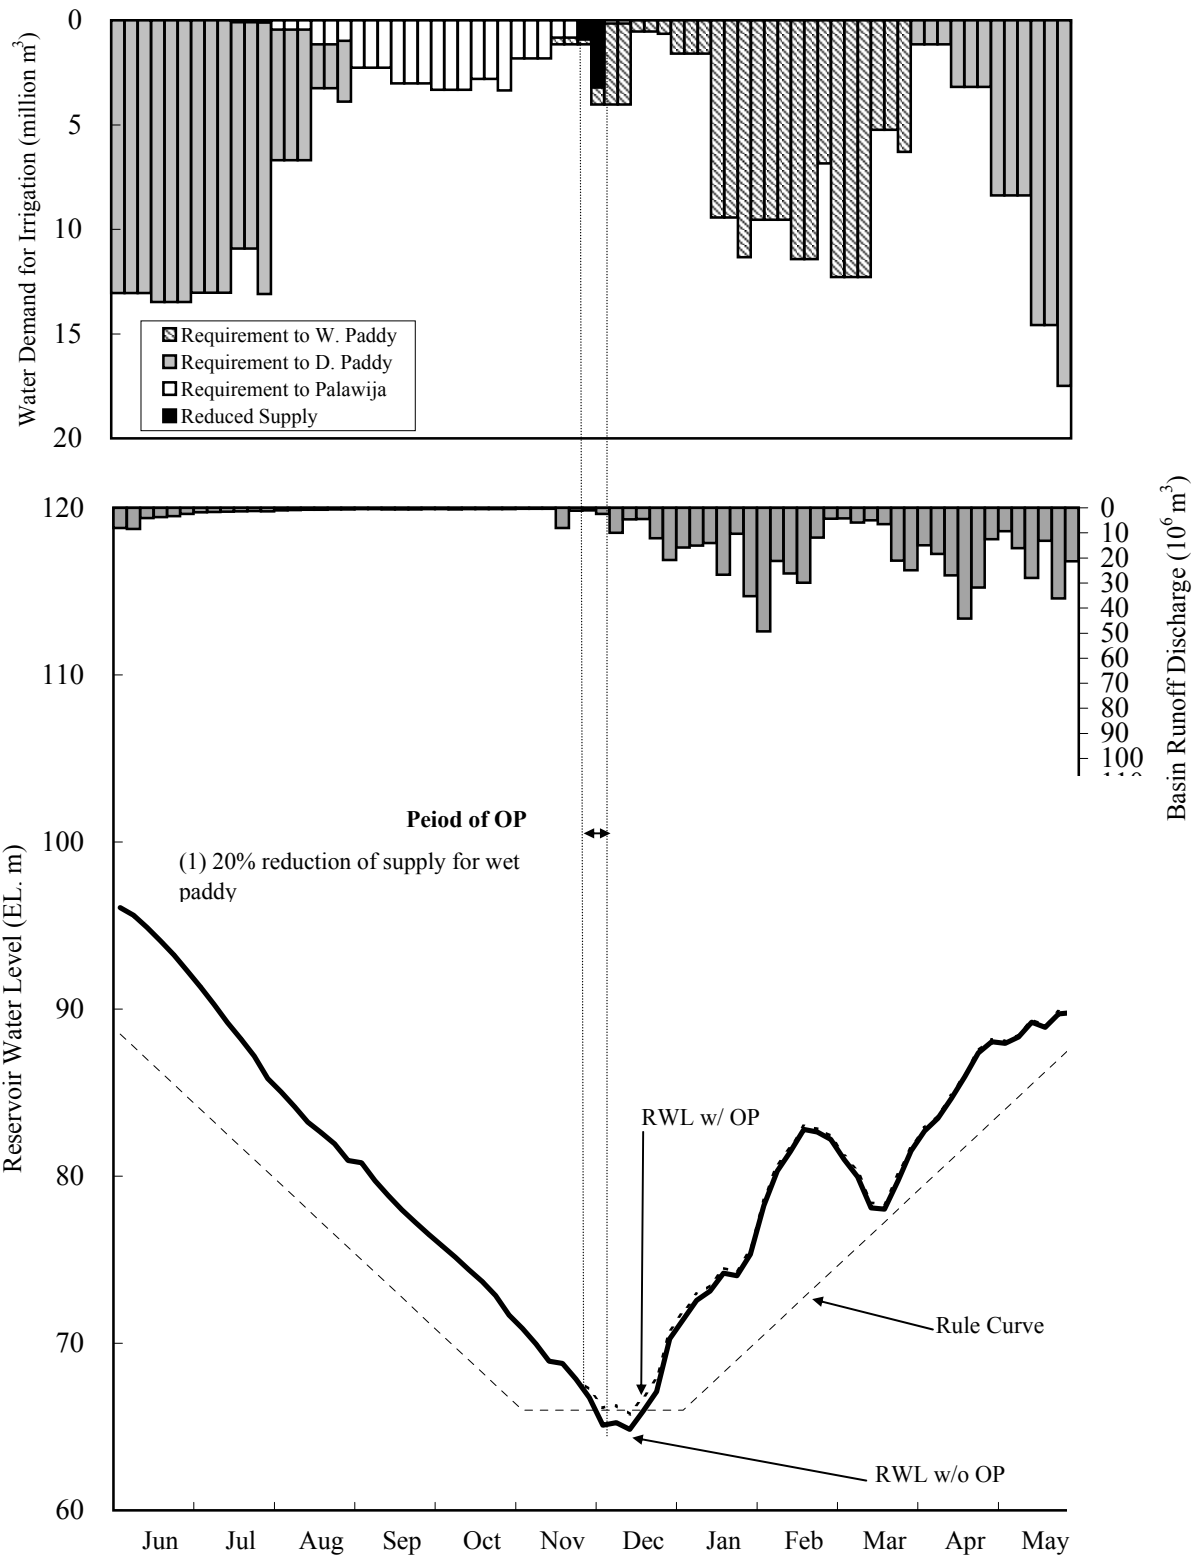 Water Demand for Irrigation (million m³)
0
5
10
15
20
Requirement to W. Paddy
Requirement to D. Paddy
Requirement to Palawija
Reduced Supply
Reservoir Water Level (EL. m)
120
110
100
90
80
70
60
0
10
20
30
40
50
60
70
80
90
100
110
Basin Runoff Discharge (10⁶ m³)
Peiod of OP
(1) 20% reduction of supply for wet
paddy
RWL w/ OP
Rule Curve
RWL w/o OP
Jun Jul Aug Sep Oct Nov Dec Jan Feb Mar Apr May